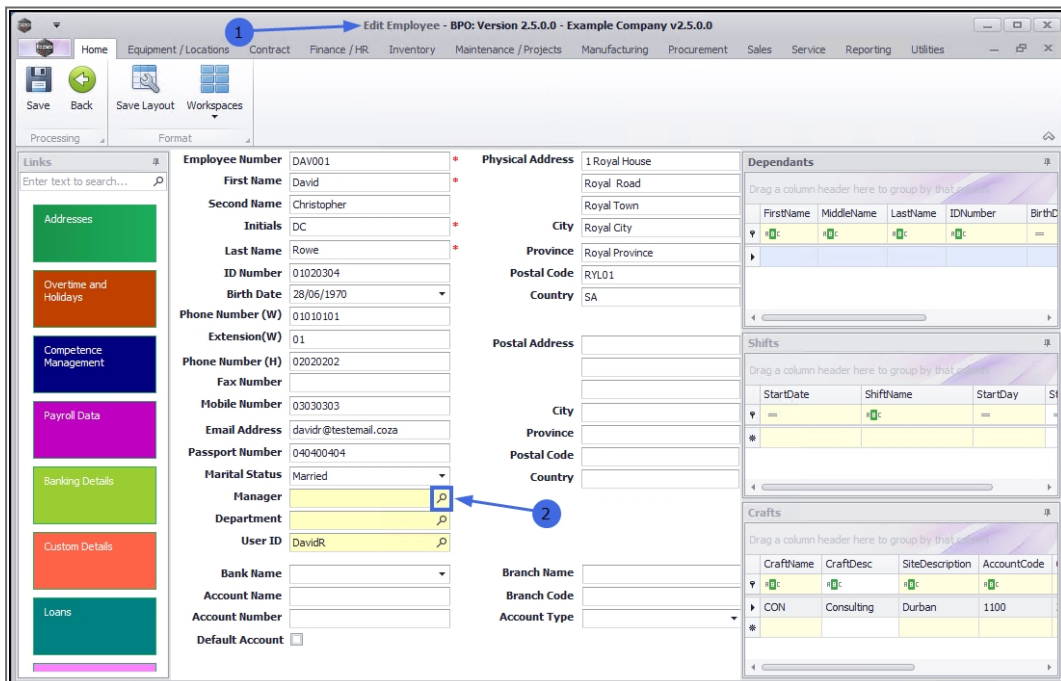 1
Edit Employee - BPO: Version 2.5.0.0 - Example Company v2.5.0.0
Home Equipment / Locations Contract Finance / HR Inventory Maintenance / Projects Manufacturing Procurement Sales Service Reporting Utilities
Save Back Save Layout Workspaces
Processing Format
Links
Enter text to search...
Addresses
Overtime and
Holidays
Competence
Management
Payroll Data
Banking Details
Custom Details
Loans
Employee Number DAV001 *
First Name David *
Second Name Christopher
Initials DC *
Last Name Rowe *
ID Number 01020304
Birth Date 28/06/1970
Phone Number (W) 01010101
Extension(W) 01
Phone Number (H) 02020202
Fax Number
Mobile Number 03030303
Email Address davidr@testemail.coza
Passport Number 040400404
Marital Status Married
Manager
2
Department
User ID DavidR
Bank Name
Account Name
Account Number
Default Account
Physical Address 1 Royal House
Royal Road
Royal Town
City Royal City
Province Royal Province
Postal Code RYL01
Country SA
Postal Address
City
Province
Postal Code
Country
Branch Name
Branch Code
Account Type
Dependants
Drag a column header here to group by that column
FirstName MiddleName LastName IDNumber BirthD
Shifts
Drag a column header here to group by that column
StartDate ShiftName StartDay St
Crafts
Drag a column header here to group by that
CraftName CraftDesc SiteDescription AccountCode
CON Consulting Durban 1100